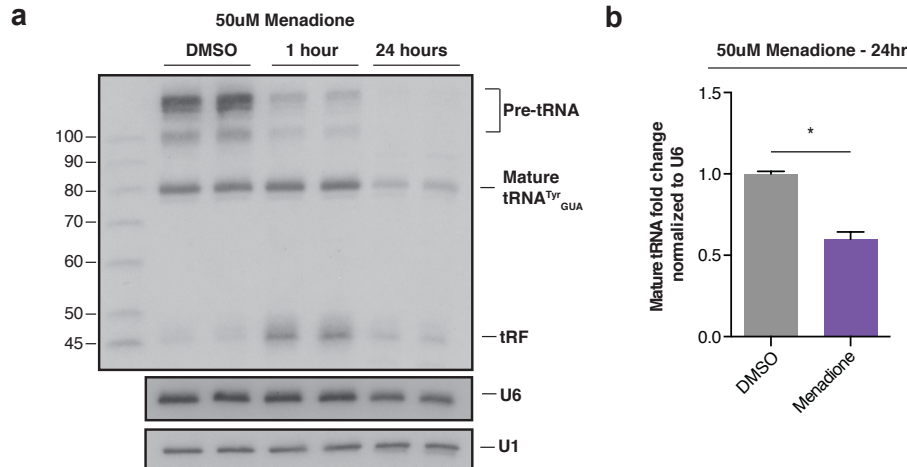 a
50uM Menadione
DMSO 1 hour 24 hours
Pre-tRNA
100
90
80
70
60
50
45
Mature
tRNA^Tyr_GUA
tRF
U6
U1
b
50uM Menadione - 24hr
Mature tRNA fold change
normalized to U6
1.5
1.0
0.5
0.0
*
DMSO
Menadione